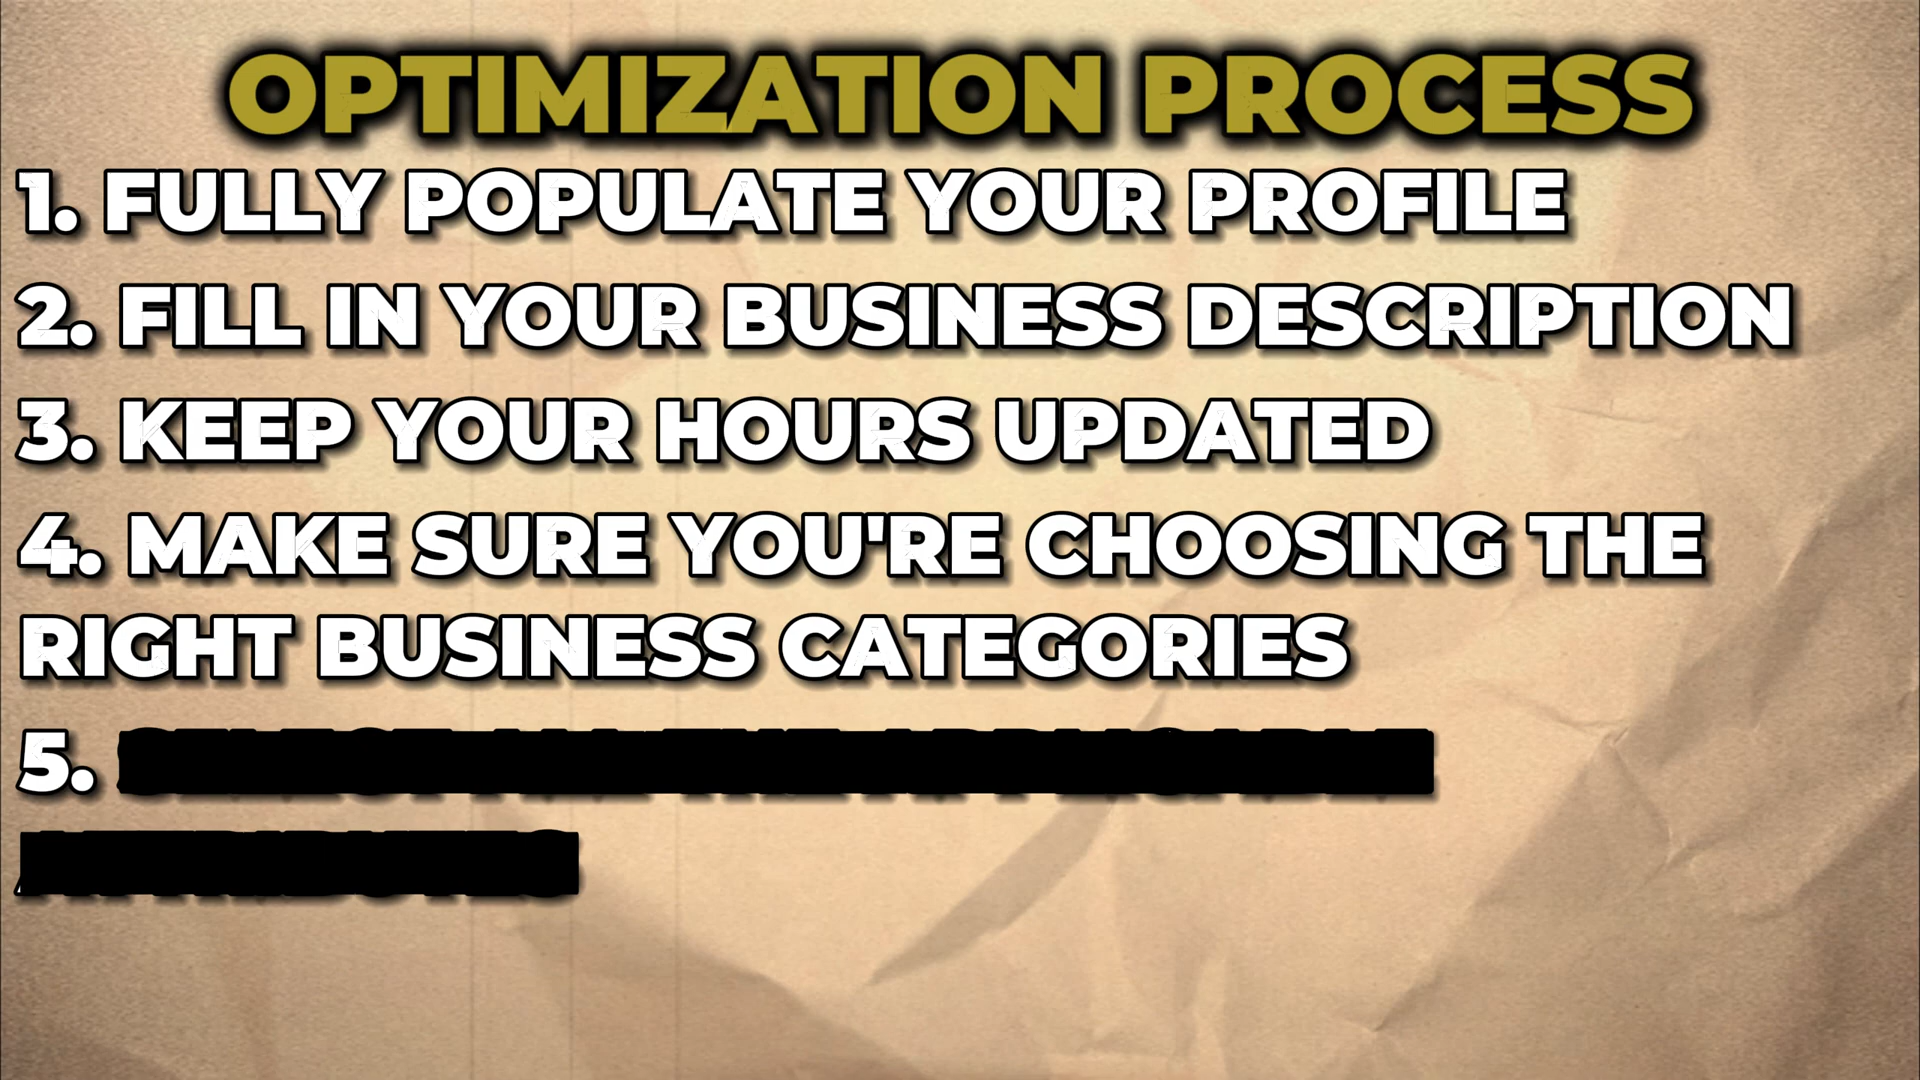 OPTIMIZATION PROCESS
1. FULLY POPULATE YOUR PROFILE
2. FILL IN YOUR BUSINESS DESCRIPTION
3. KEEP YOUR HOURS UPDATED
4. MAKE SURE YOU'RE CHOOSING THE
RIGHT BUSINESS CATEGORIES
5.